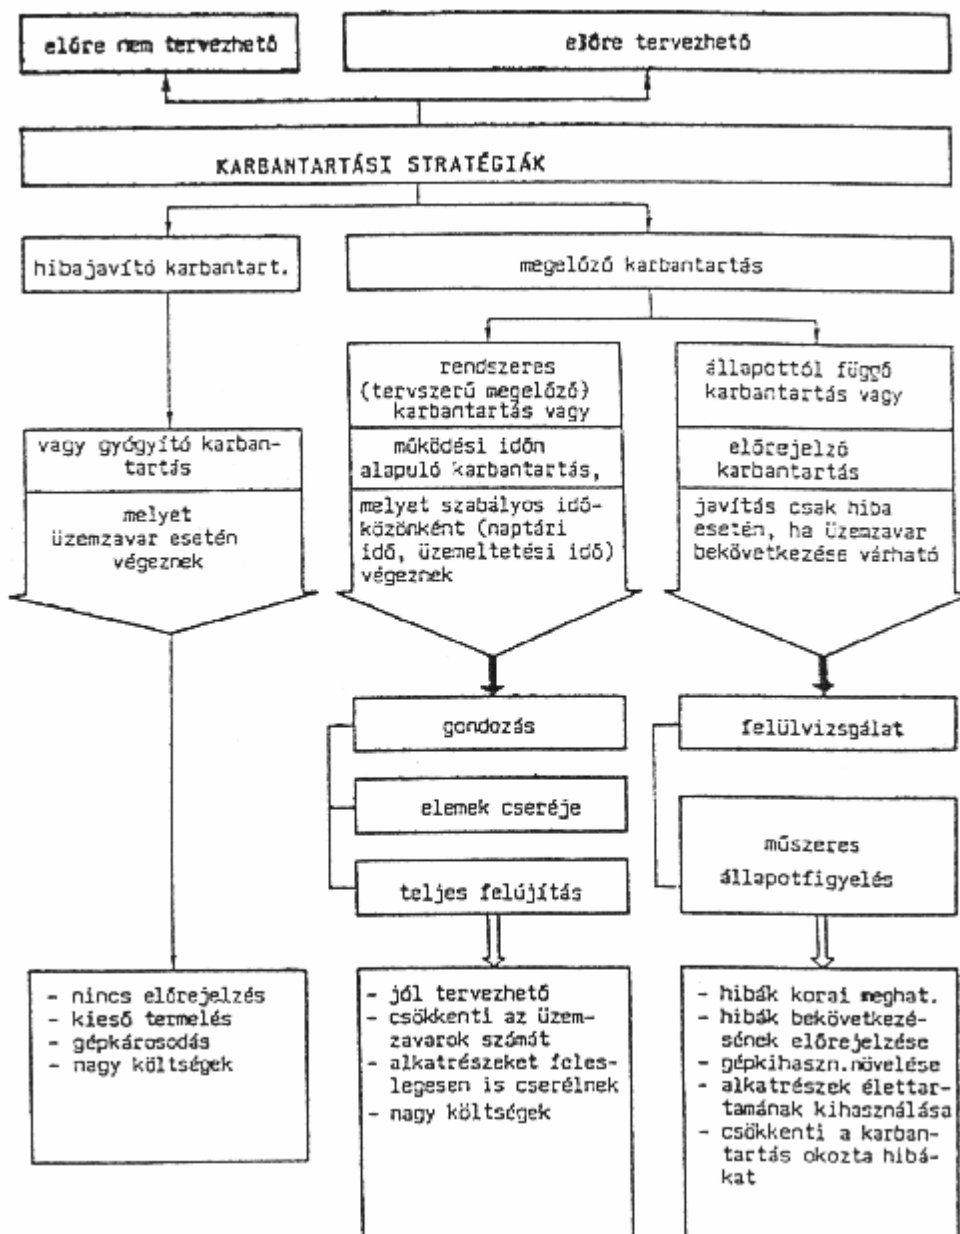 előre nem tervezhető
előre tervezhető
KARBANTARTÁSI STRATÉGIÁK
hibajavító karbantart.
megelőző karbantartás
vagy gyógyító karban-
tartás
melyet
üzemzavar esetén
végeznek
rendszeres
(tervszerű megelőző)
karbantartás vagy
működési időn
alapuló karbantartás,
melyet szabályos idő-
közönként (naptári
idő, üzemeltetési idő)
végeznek
állapottól függő
karbantartás vagy
előrejelző
karbantartás
javítás csak hiba
esetén, ha üzemzavar
bekövetkezése várható
gondozás
elemek cseréje
teljes felújítás
felülvizsgálat
műszeres
állapotfigyelés
- nincs előrejelzés
- kieső termelés
- gépkárosodás
- nagy költségek
- jól tervezhető
- csökkenti az üzem-
zavarok számát
- alkatrészeket feles-
legesen is cserélnek
- nagy költségek
- hibák korai meghat.
- hibák bekövetkezé-
sének előrejelzése
- gépkihaszn.növelése
- alkatrészek élettar-
tamának kihasználása
- csökkenti a karban-
tartás okozta hibá-
kat